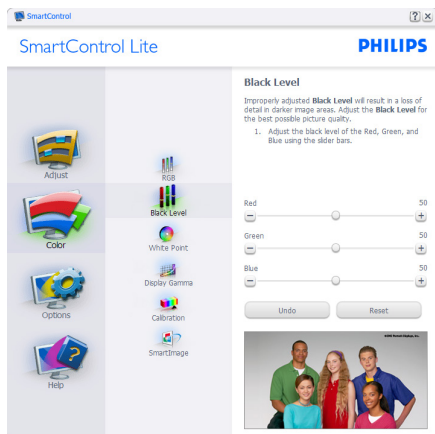 SmartControl
SmartControl Lite
PHILIPS
Adjust
Color
Options
Help
RGB
Black Level
White Point
Display Gamma
Calibration
SmartImage
Black Level
Improperly adjusted Black Level will result in a loss of
detail in darker image areas. Adjust the Black Level for
the best possible picture quality.
1. Adjust the black level of the Red, Green, and
Blue using the slider bars.
Red 50
Green 50
Blue 50
Undo Reset